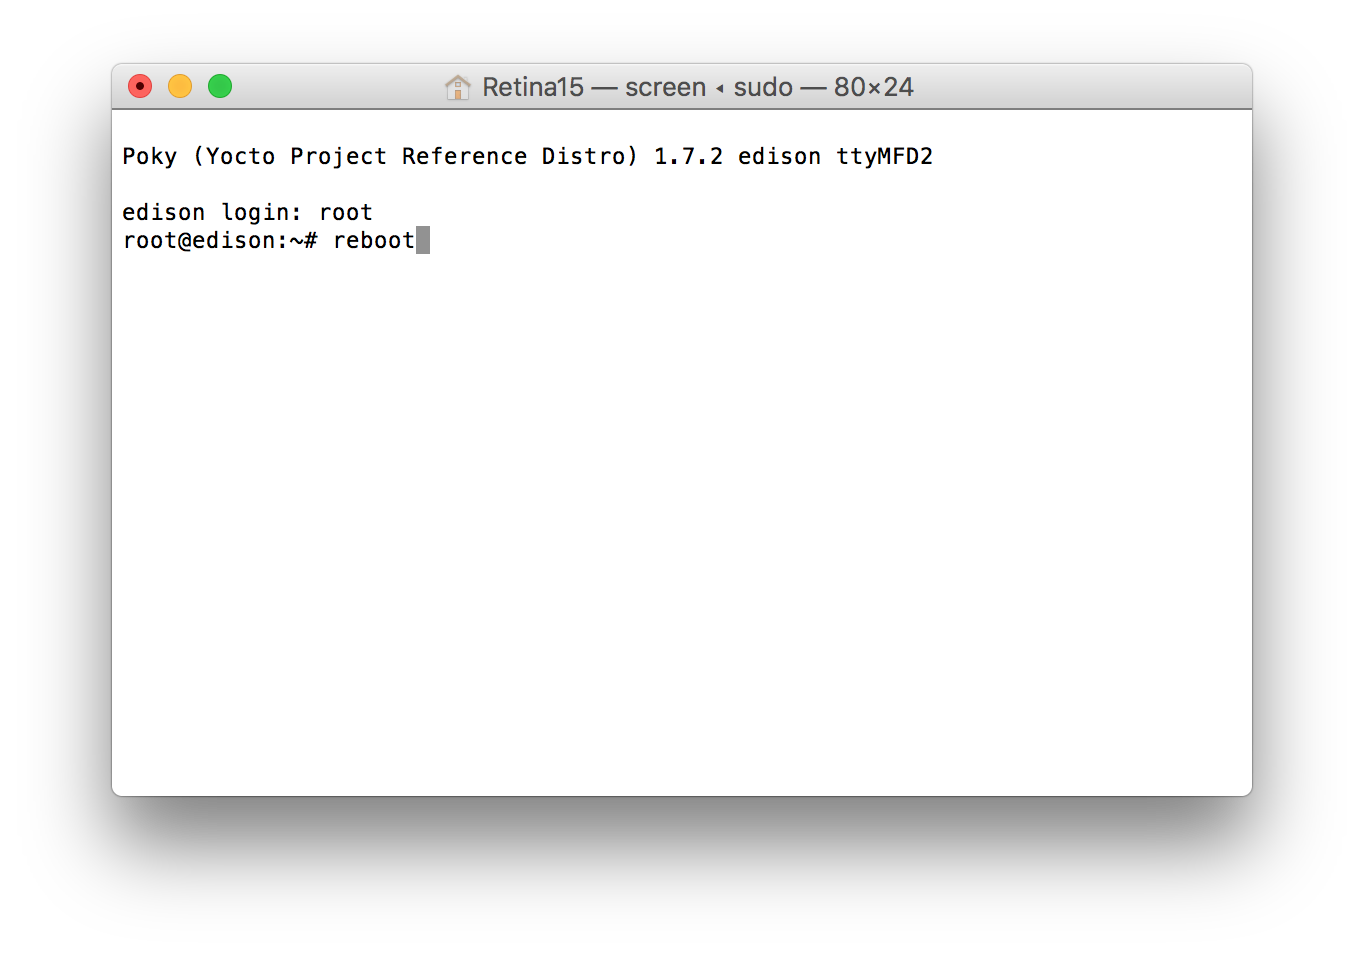 Retina15 — screen ◂ sudo — 80×24
Poky (Yocto Project Reference Distro) 1.7.2 edison ttyMFD2
edison login: root
root@edison:~# reboot